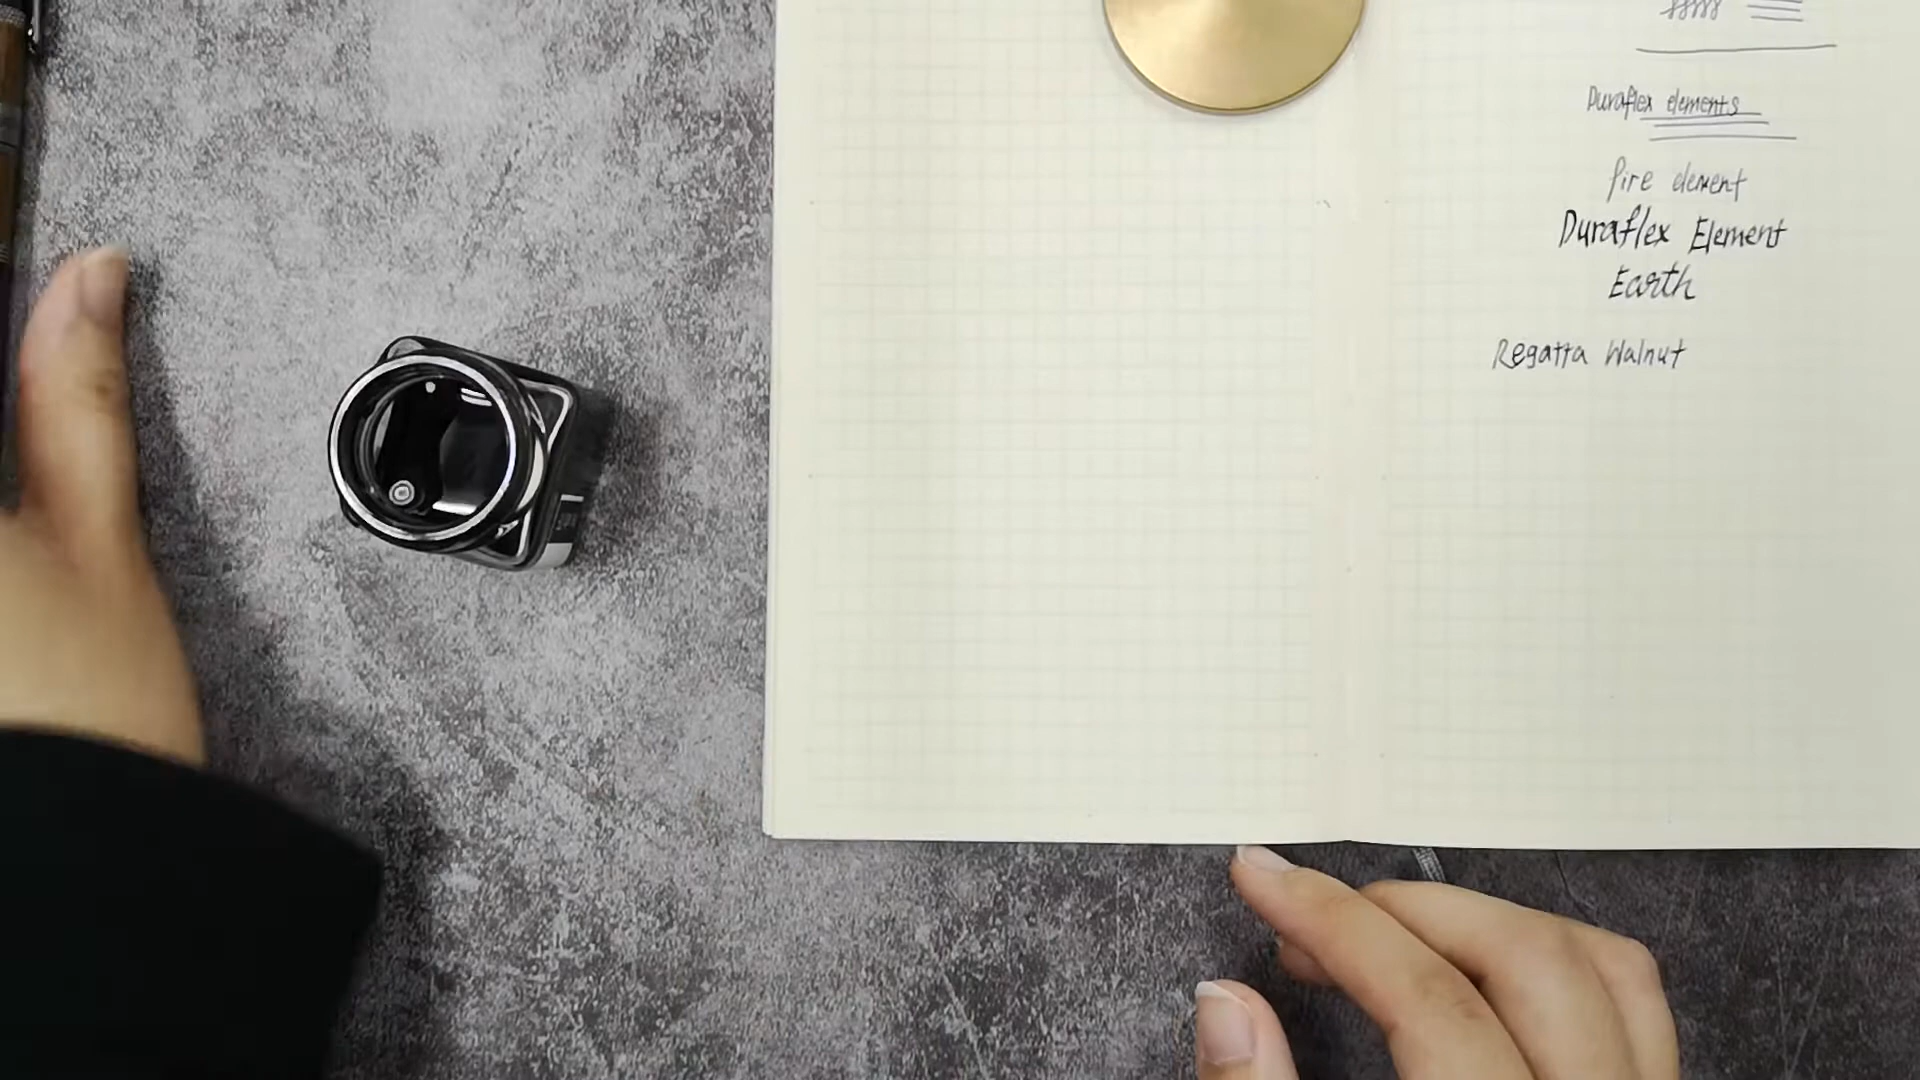 Duraflex elements
fire element
Duraflex Element
Earth
Regatta Walnut